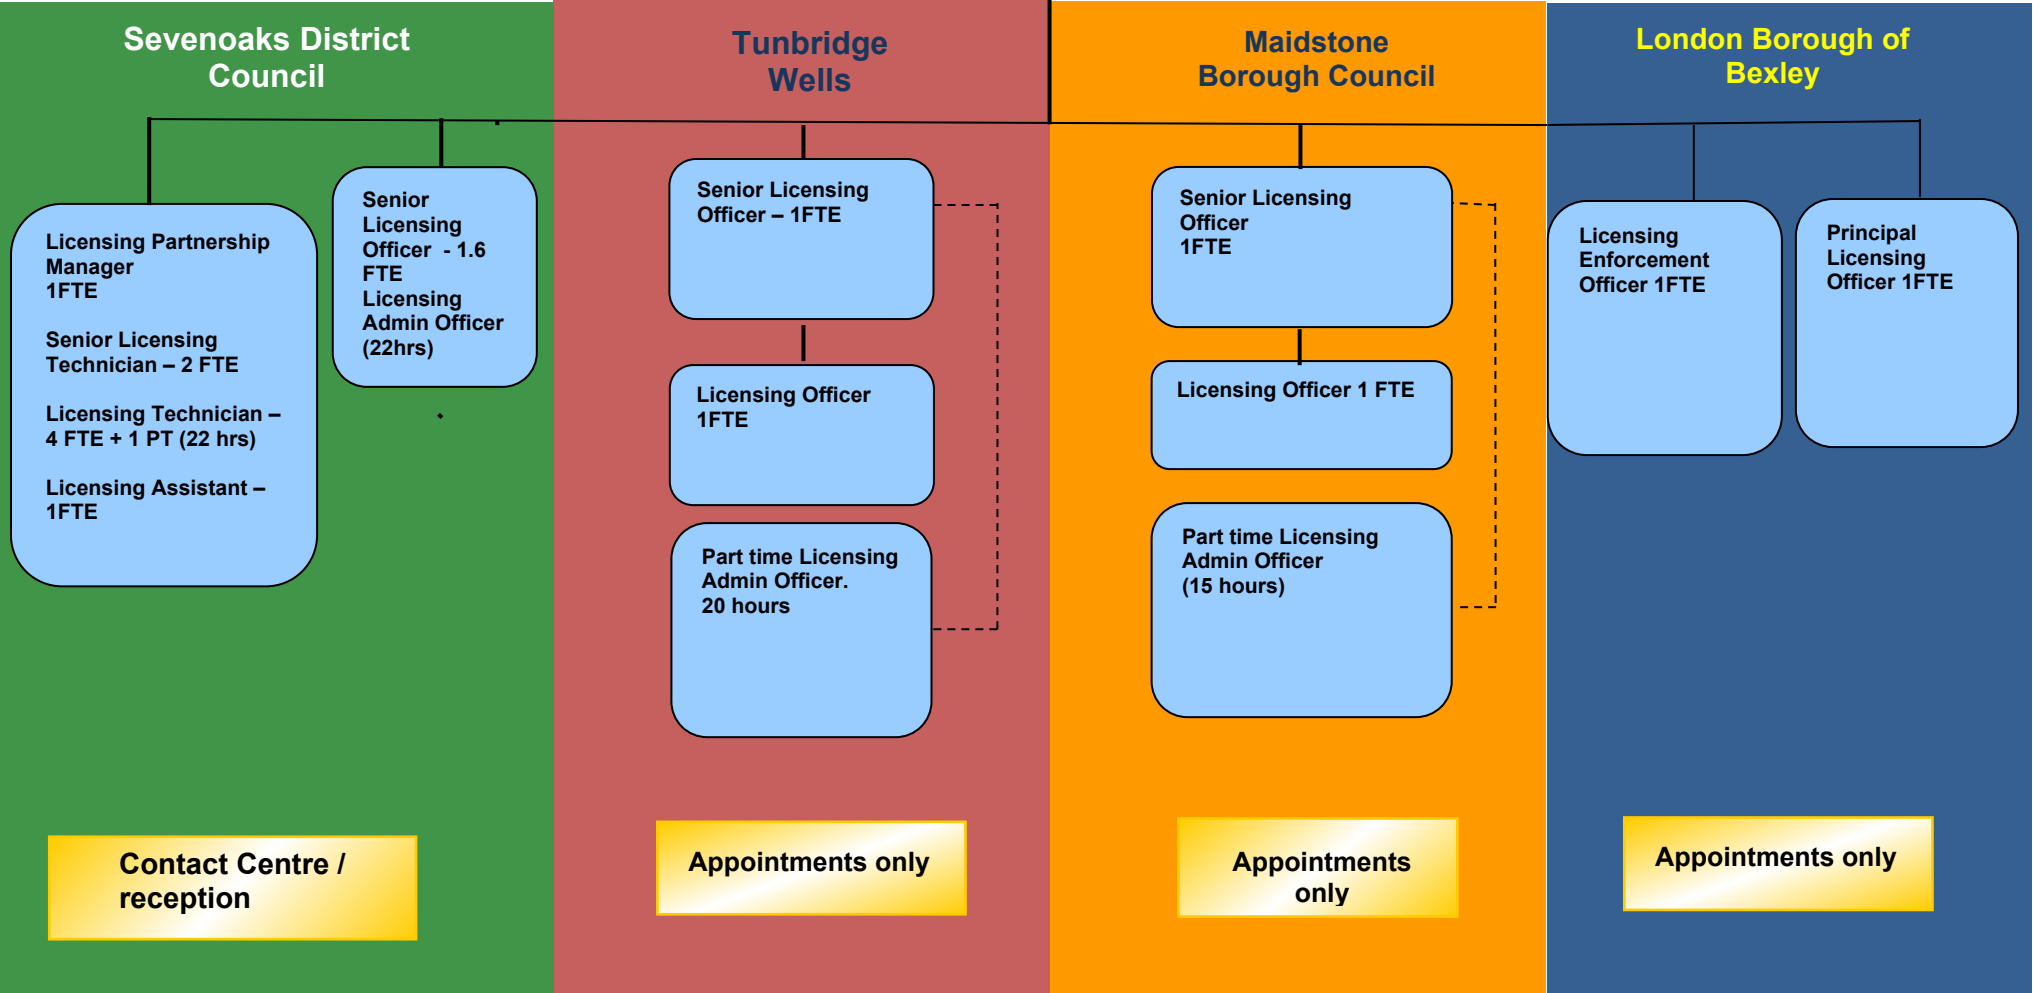 Sevenoaks District
Council
Tunbridge
Wells
Maidstone
Borough Council
London Borough of
Bexley
Licensing Partnership
Manager
1FTE
Senior Licensing
Technician – 2 FTE
Licensing Technician –
4 FTE + 1 PT (22 hrs)
Licensing Assistant –
1FTE
Senior
Licensing
Officer - 1.6
FTE
Licensing
Admin Officer
(22hrs)
Senior Licensing
Officer – 1FTE
Licensing Officer
1FTE
Part time Licensing
Admin Officer.
20 hours
Senior Licensing
Officer
1FTE
Licensing Officer 1 FTE
Part time Licensing
Admin Officer
(15 hours)
Licensing
Enforcement
Officer 1FTE
Principal
Licensing
Officer 1FTE
Contact Centre /
reception
Appointments only
Appointments
only
Appointments only